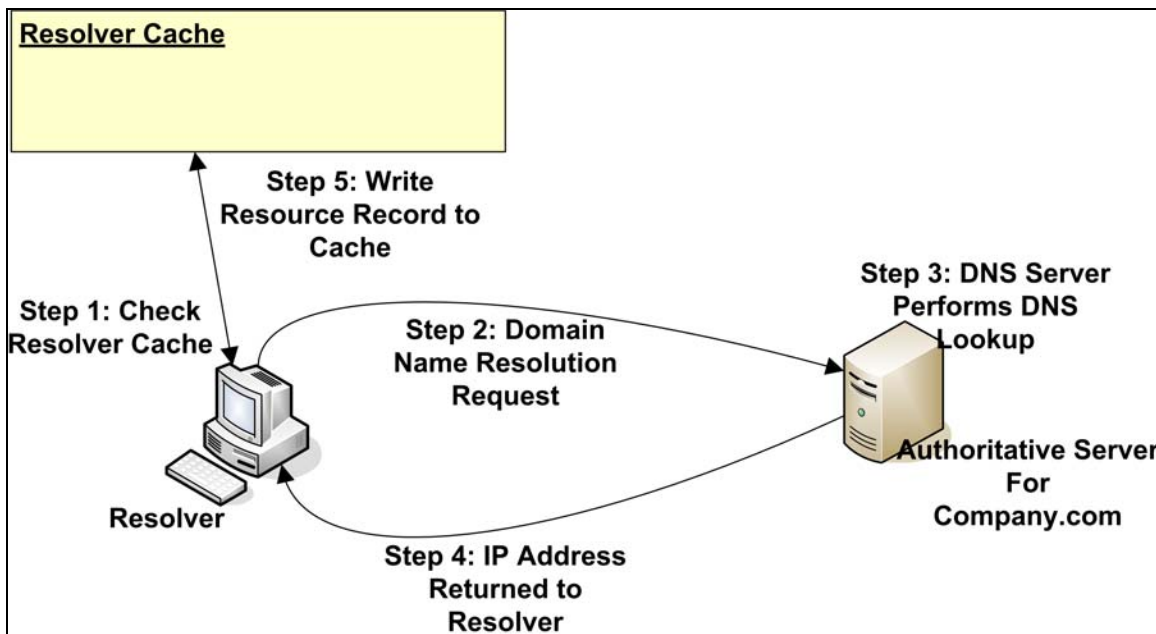 Resolver Cache
Step 5: Write
Resource Record to
Cache
Step 1: Check
Resolver Cache
Step 2: Domain
Name Resolution
Request
Step 3: DNS Server
Performs DNS
Lookup
Authoritative Server
For
Company.com
Resolver
Step 4: IP Address
Returned to
Resolver